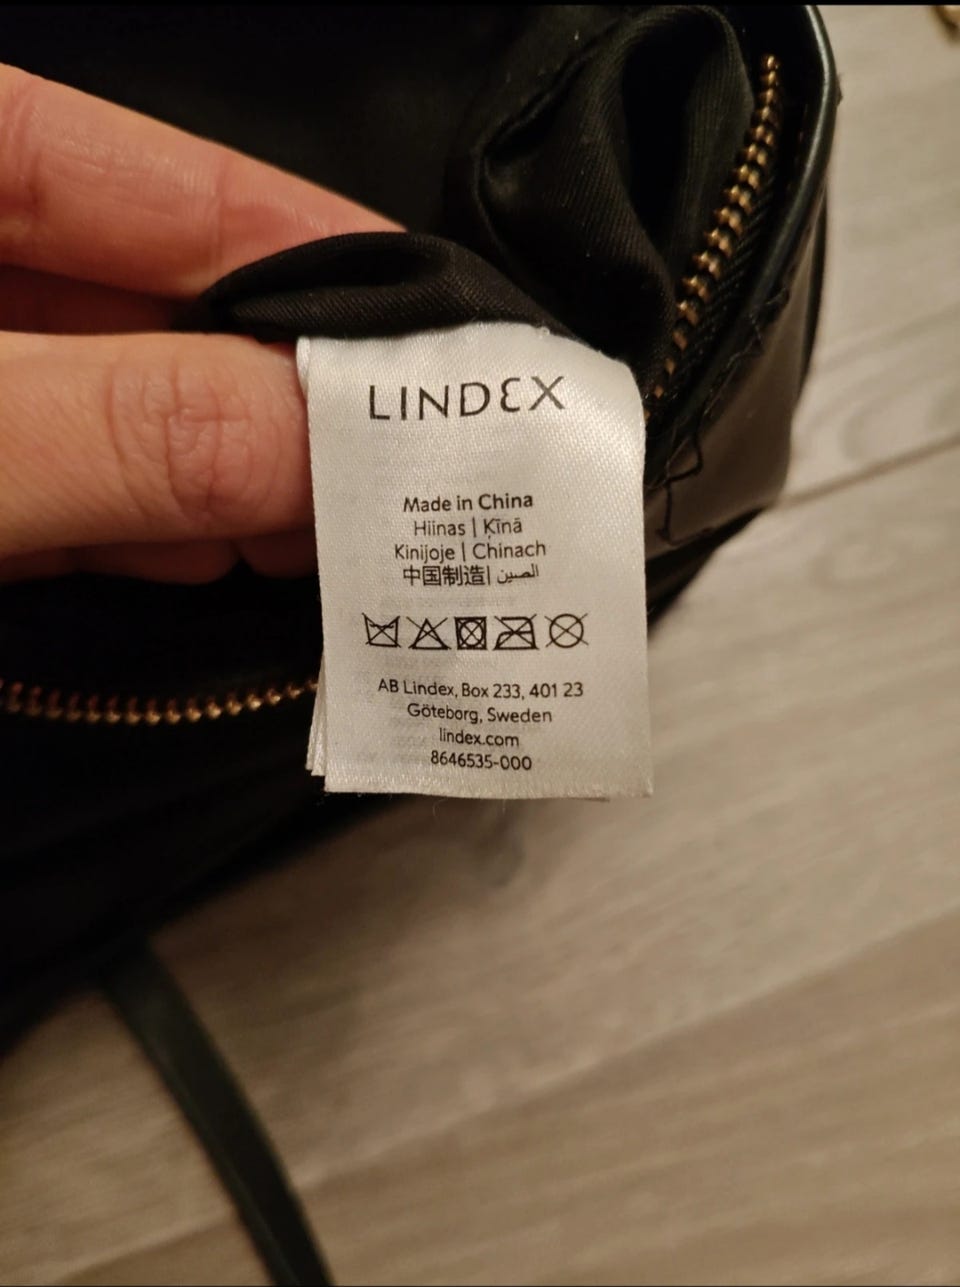 LINDEX
Made in China
Hiinas | Ķīnā
Kinijoje | Chinach
中国制造| الصين
AB Lindex, Box 233, 401 23
Göteborg, Sweden
lindex.com
8646535-000